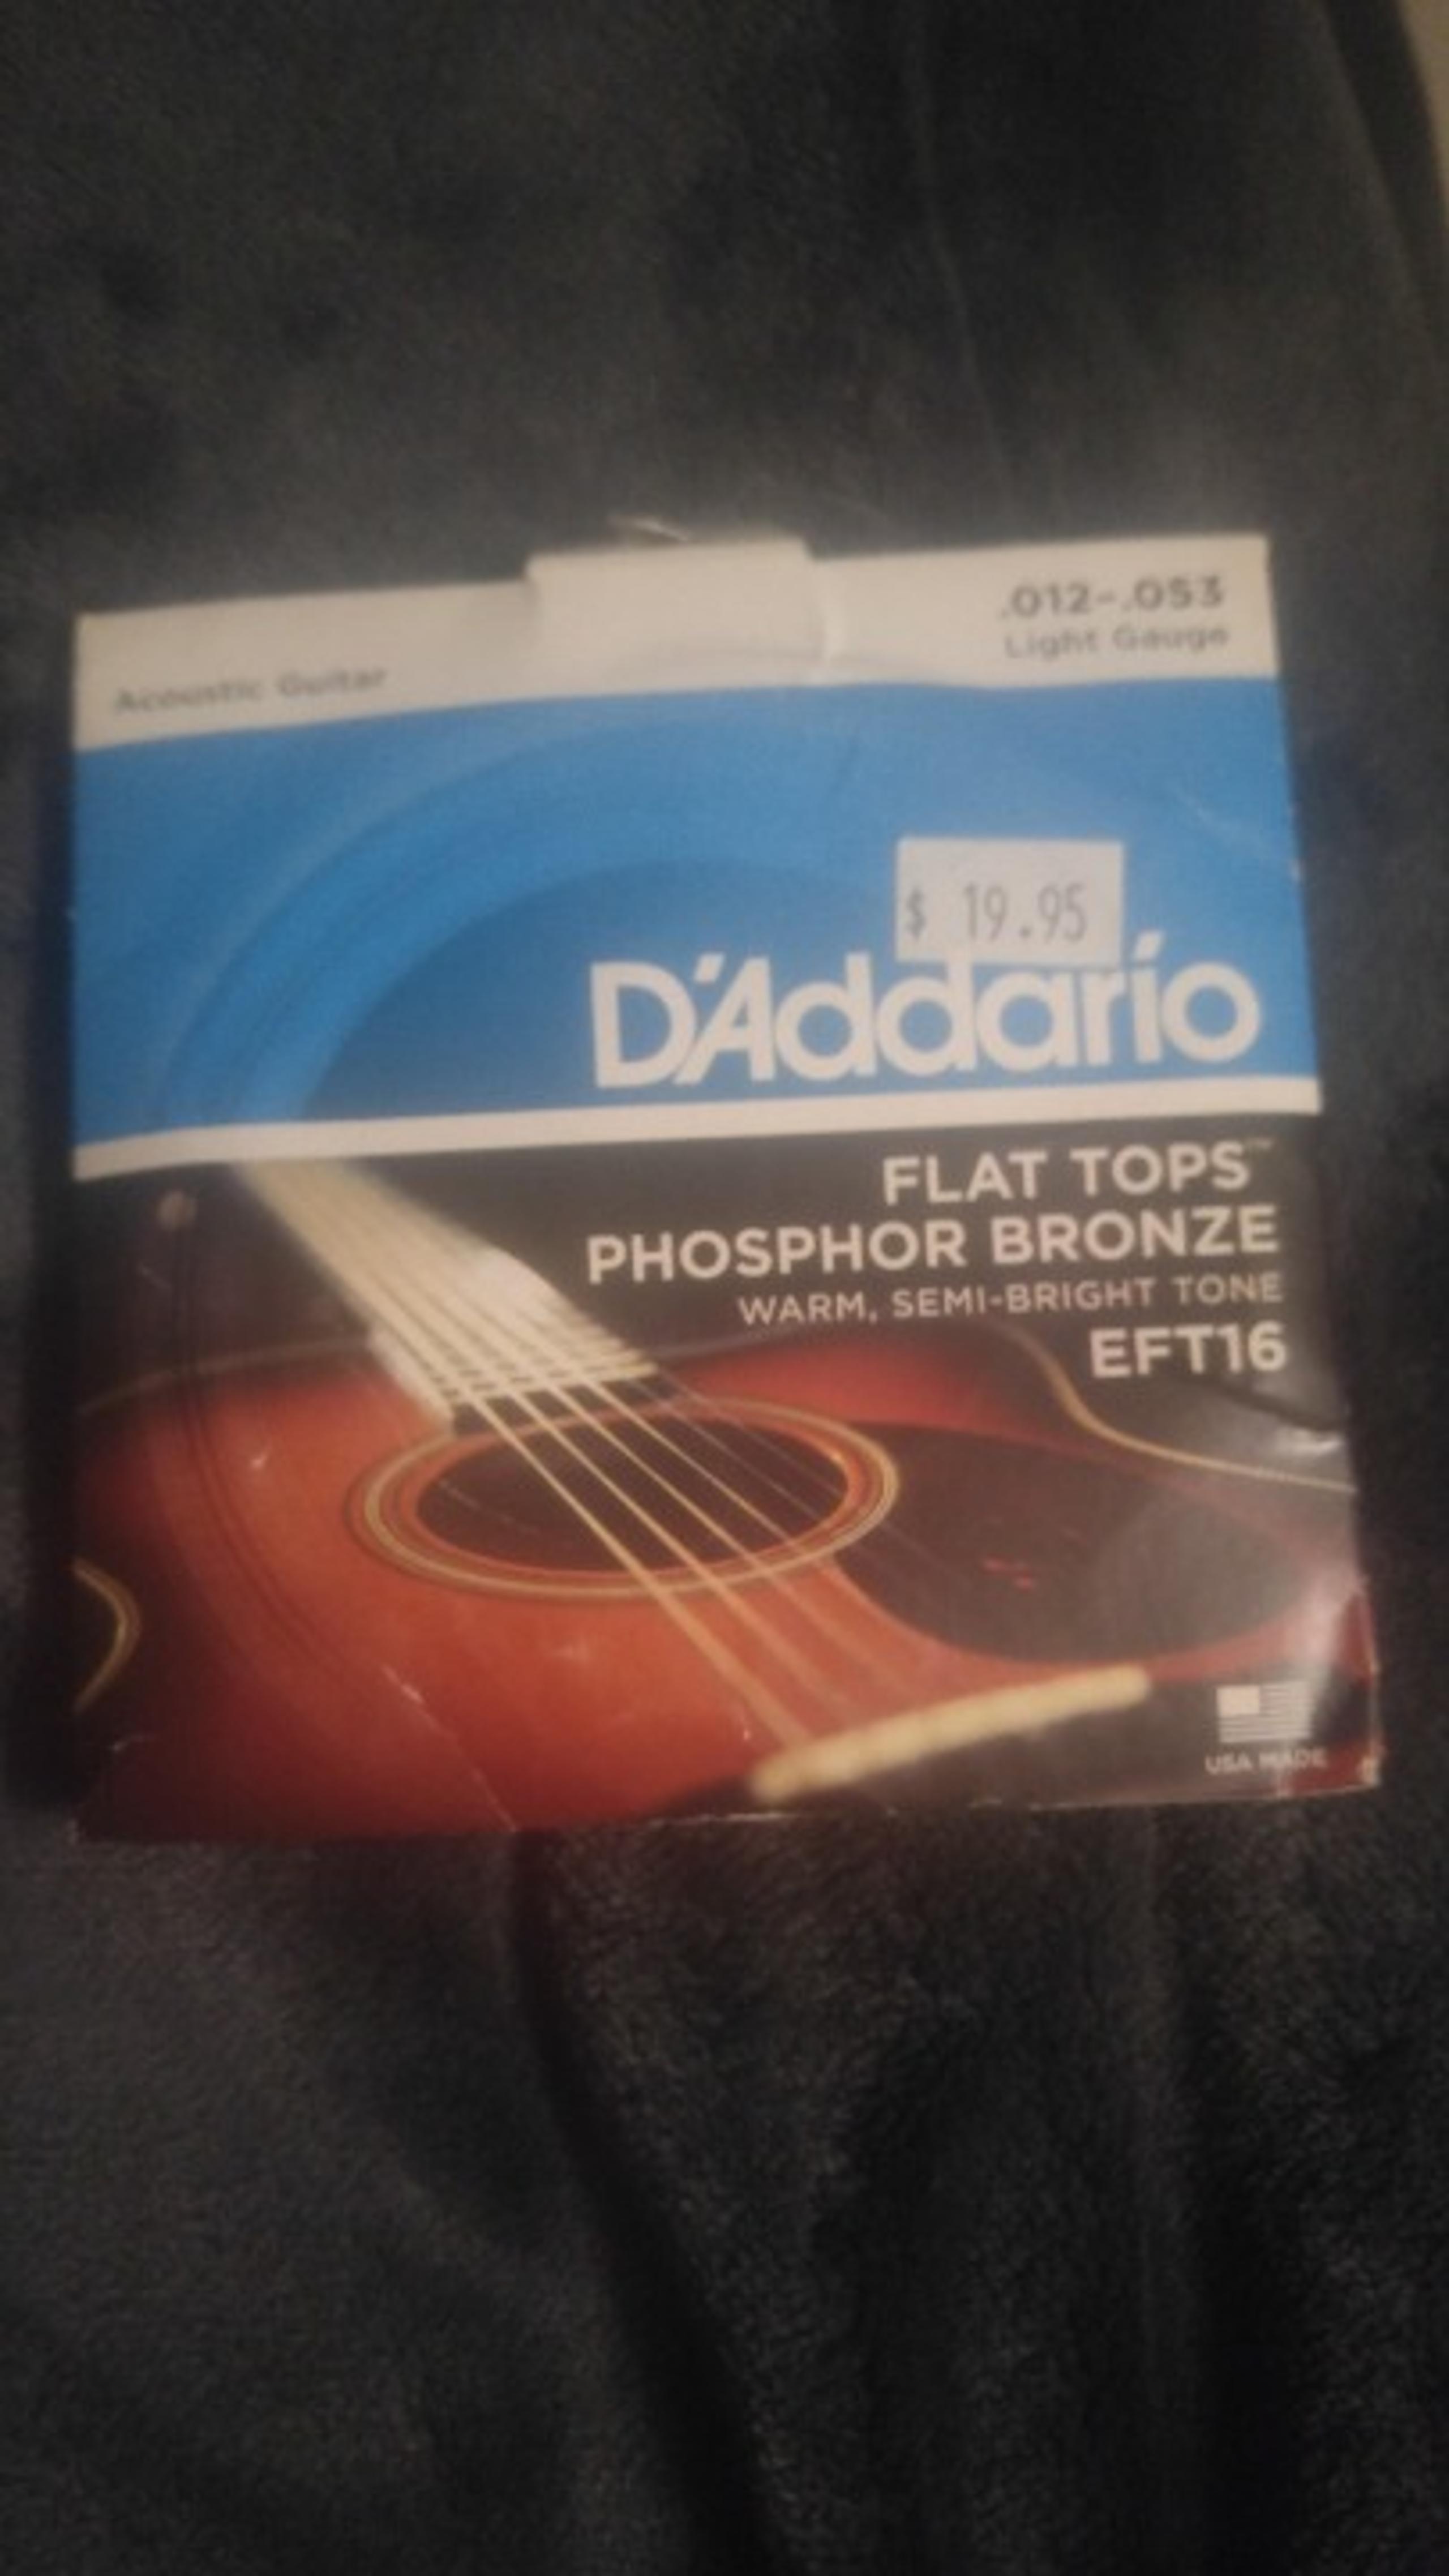 .012-.053
Light Gauge
Acoustic Guitar
$ 19.95
D'Addario
FLAT TOPS™
PHOSPHOR BRONZE
WARM, SEMI-BRIGHT TONE
EFT16
USA MADE